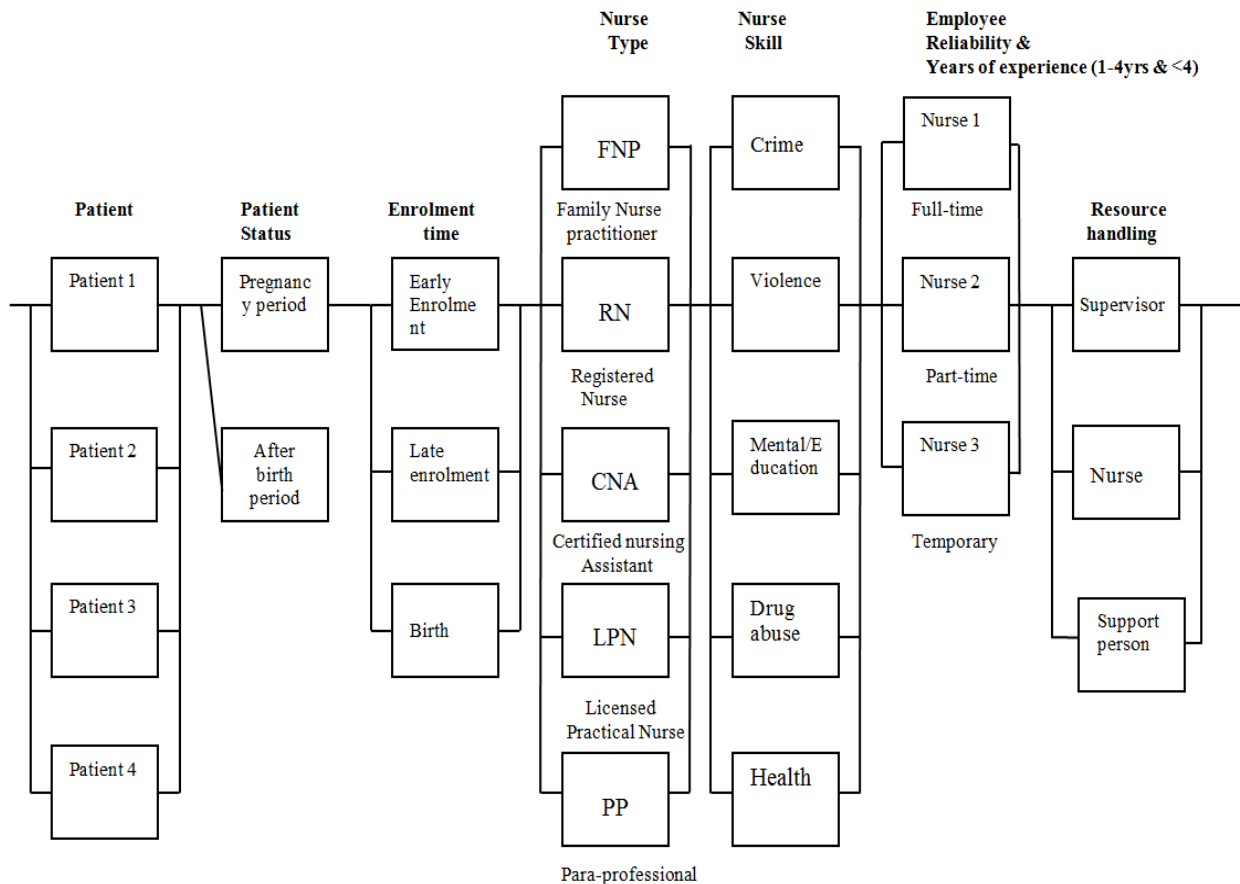 Patient
Patient 1
Patient 2
Patient 3
Patient 4
Patient
Status
Pregnanc
y period
After
birth
period
Enrolment
time
Early
Enrolme
nt
Late
enrolment
Birth
Nurse
Type
FNP
Family Nurse
practitioner
RN
Registered
Nurse
CNA
Certified nursing
Assistant
LPN
Licensed
Practical Nurse
PP
Para-professional
Nurse
Skill
Crime
Violence
Mental/E
ducation
Drug
abuse
Health
Employee
Reliability &
Years of experience (1-4yrs & <4)
Nurse 1
Full-time
Nurse 2
Part-time
Nurse 3
Temporary
Resource
handling
Supervisor
Nurse
Support
person